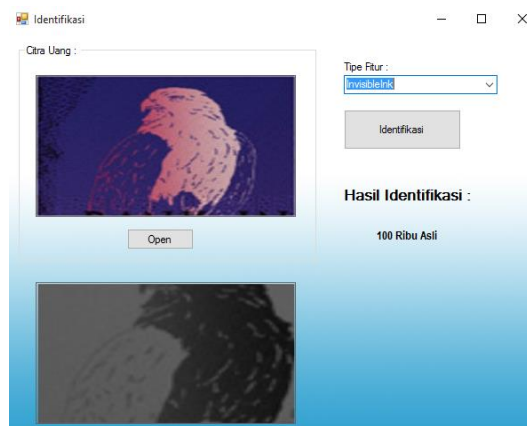 Identifikasi
Citra Uang :
Open
Tipe Fitur :
InvisibleInk
Identifikasi
Hasil Identifikasi :
100 Ribu Asli